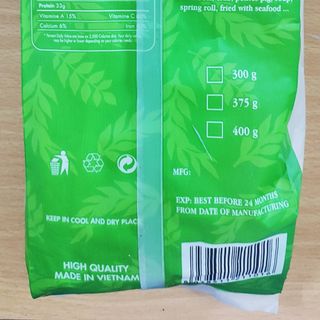 Protein 33g
Vitamin A 15%
Calcium 6%
spring roll, fried with seafood ...
300 g
375 g
400 g
MFG:
EXP: BEST BEFORE 24 MONTHS
FROM DATE OF MANUFACTURING
KEEP IN COOL AND DRY PLACE
HIGH QUALITY
MADE IN VIETNAM